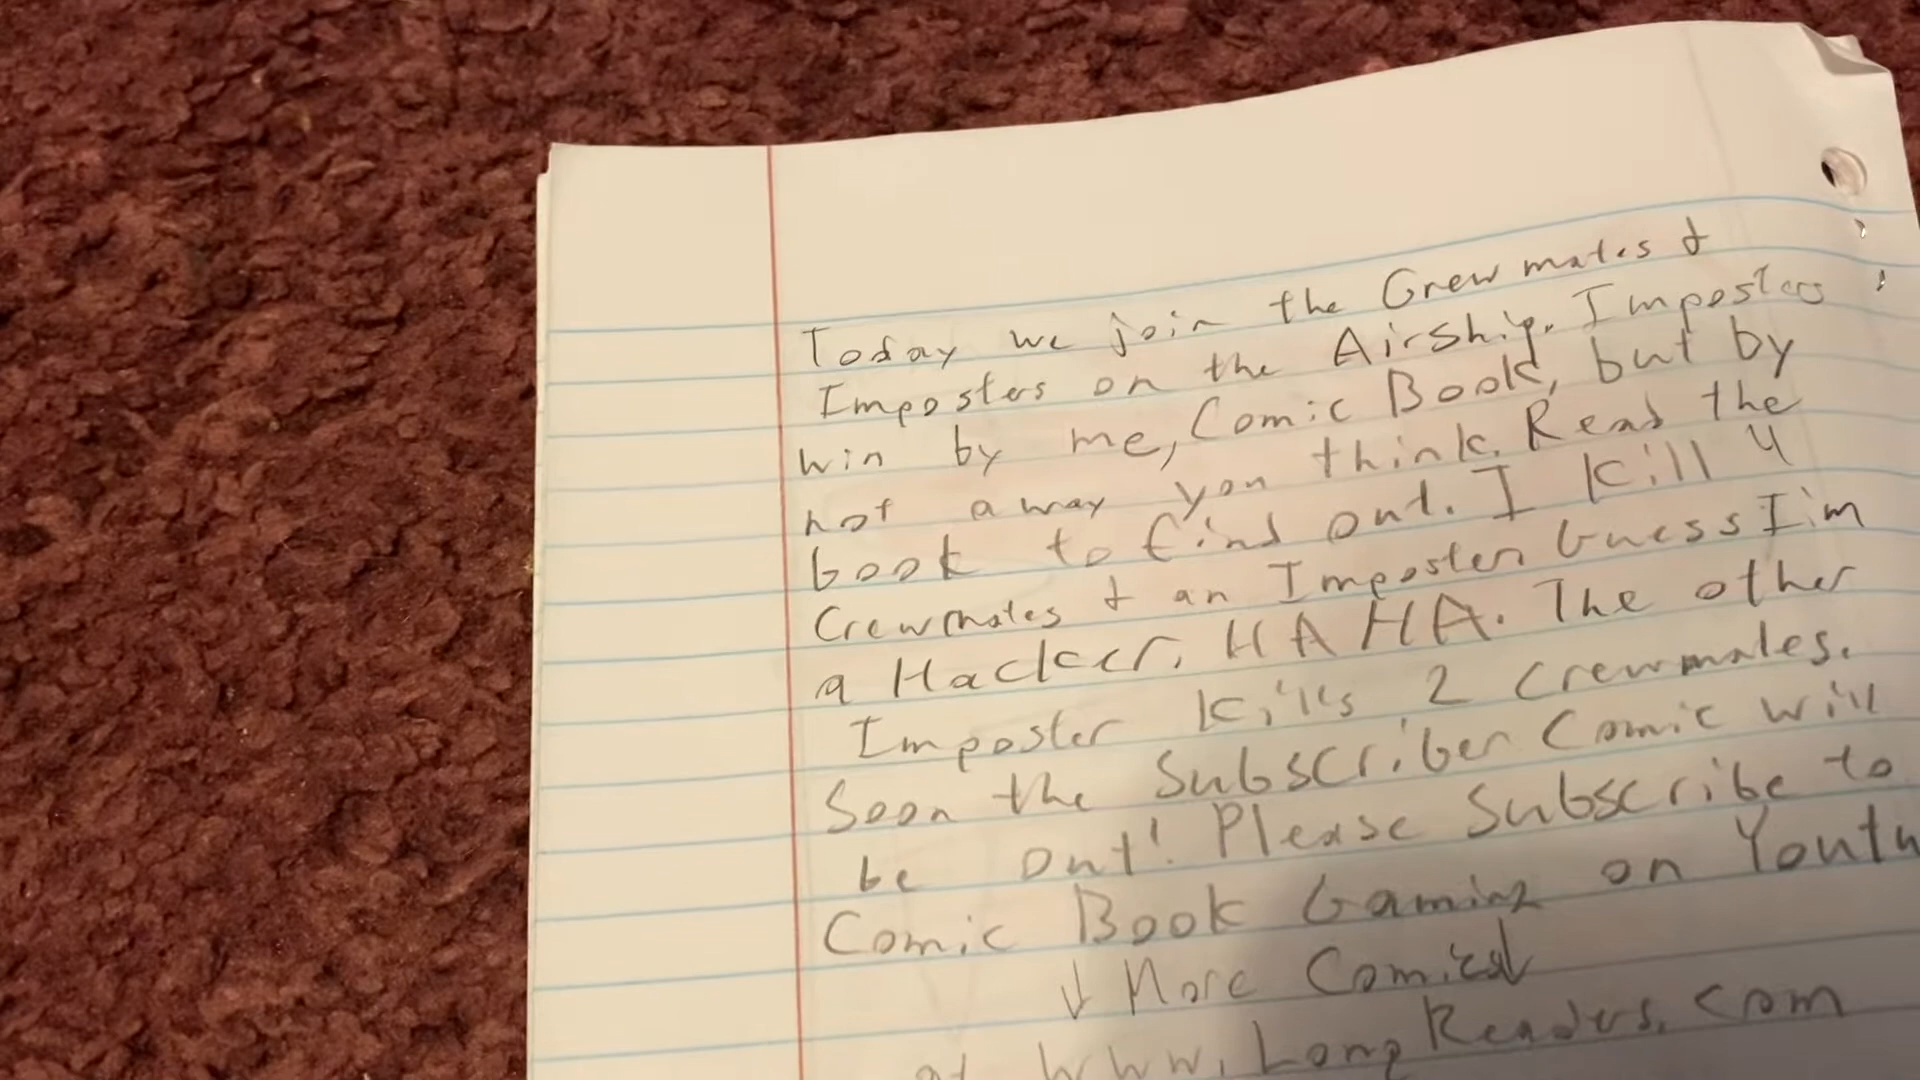 Today we join the Crewmates &
Imposters on the Airship. Imposters
win by me, Comic Book, but by
not a way you think. Read the
book to find out. I kill 4
Crewmates & an Imposter. Guess I'm
a Hacker. HAHA. The other
Imposter kills 2 Crewmates.
Soon the Subscriber Comic will
be out! Please Subscribe to
Comic Book Gaming on Youtu
↓ More Comics↓
at www.LongReaders.com